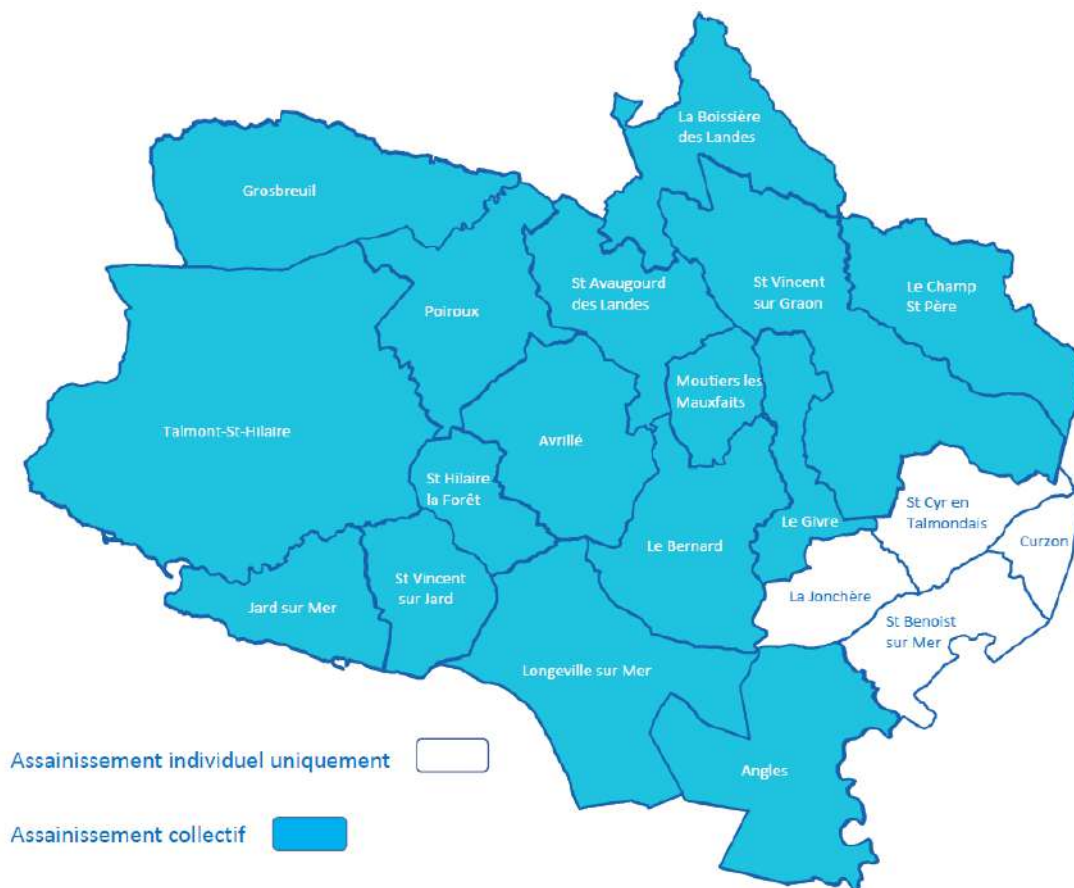 La Boissière
des Landes
Grosbreuil
St Avaugourd
des Landes
St Vincent
sur Graon
Le Champ
St Père
Poiroux
Moutiers les
Mauxfaits
Talmont-St-Hilaire
Avrillé
St Hilaire
la Forêt
St Cyr en
Talmondais
Le Givre
Curzon
Le Bernard
St Vincent
sur Jard
La Jonchère
Jard sur Mer
St Benoist
sur Mer
Longeville sur Mer
Angles
Assainissement individuel uniquement
Assainissement collectif